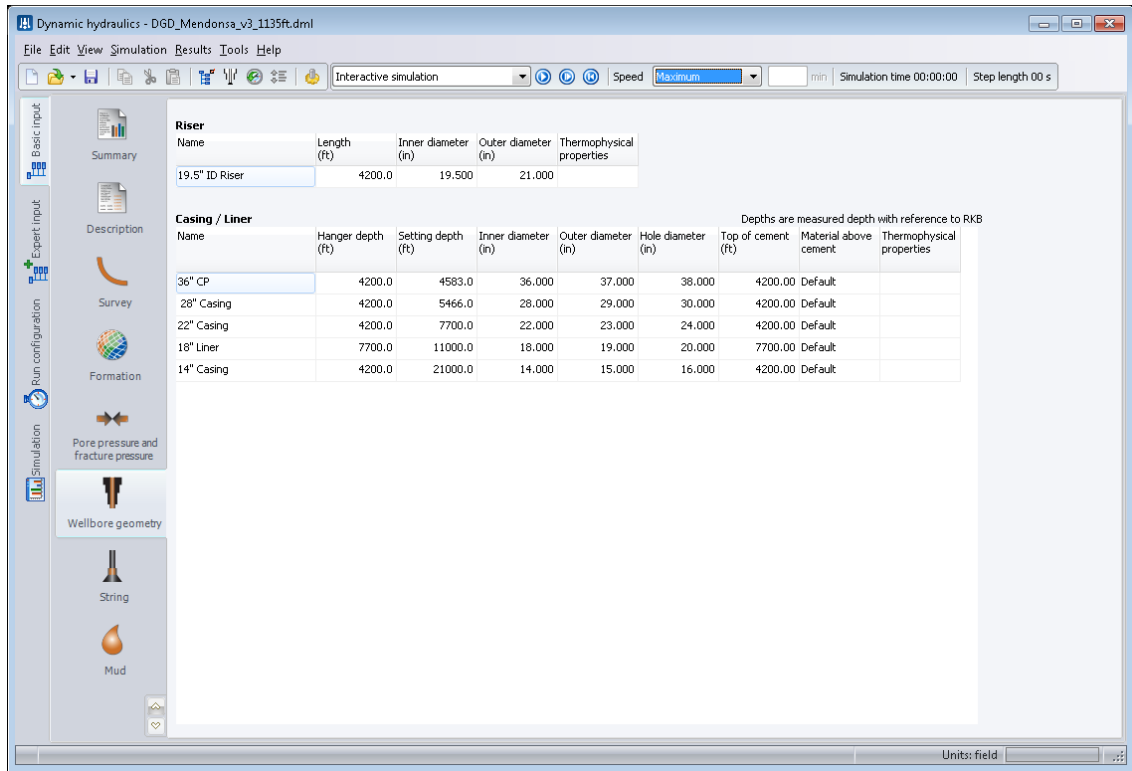 Dynamic hydraulics - DGD_Mendonsa_v3_1135ft.dml
File Edit View Simulation Results Tools Help
Interactive simulation Speed Maximum min Simulation time 00:00:00 Step length 00 s
Basic input
Expert input
Run configuration
Simulation
Summary
Description
Survey
Formation
Pore pressure and
fracture pressure
Wellbore geometry
String
Mud
Riser
Name Length (ft) Inner diameter (in) Outer diameter (in) Thermophysical properties
19.5" ID Riser 4200.0 19.500 21.000
Casing / Liner Depths are measured depth with reference to RKB
Name Hanger depth (ft) Setting depth (ft) Inner diameter (in) Outer diameter (in) Hole diameter (in) Top of cement (ft) Material above cement Thermophysical properties
36" CP 4200.0 4583.0 36.000 37.000 38.000 4200.00 Default
28" Casing 4200.0 5466.0 28.000 29.000 30.000 4200.00 Default
22" Casing 4200.0 7700.0 22.000 23.000 24.000 4200.00 Default
18" Liner 7700.0 11000.0 18.000 19.000 20.000 7700.00 Default
14" Casing 4200.0 21000.0 14.000 15.000 16.000 4200.00 Default
Units: field